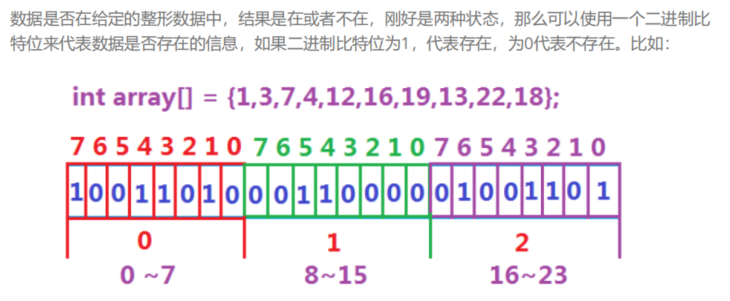 数据是否在给定的整形数据中，结果是在或者不在，刚好是两种状态，那么可以使用一个二进制比
特位来代表数据是否存在的信息，如果二进制比特位为1，代表存在，为0代表不存在。比如：
int array[] = {1,3,7,4,12,16,19,13,22,18};
7 6 5 4 3 2 1 0 7 6 5 4 3 2 1 0 7 6 5 4 3 2 1 0
1 0 0 1 1 0 1 0 0 0 1 1 0 0 0 0 0 1 0 0 1 1 0 1
0 1 2
0 ~7 8~15 16~23